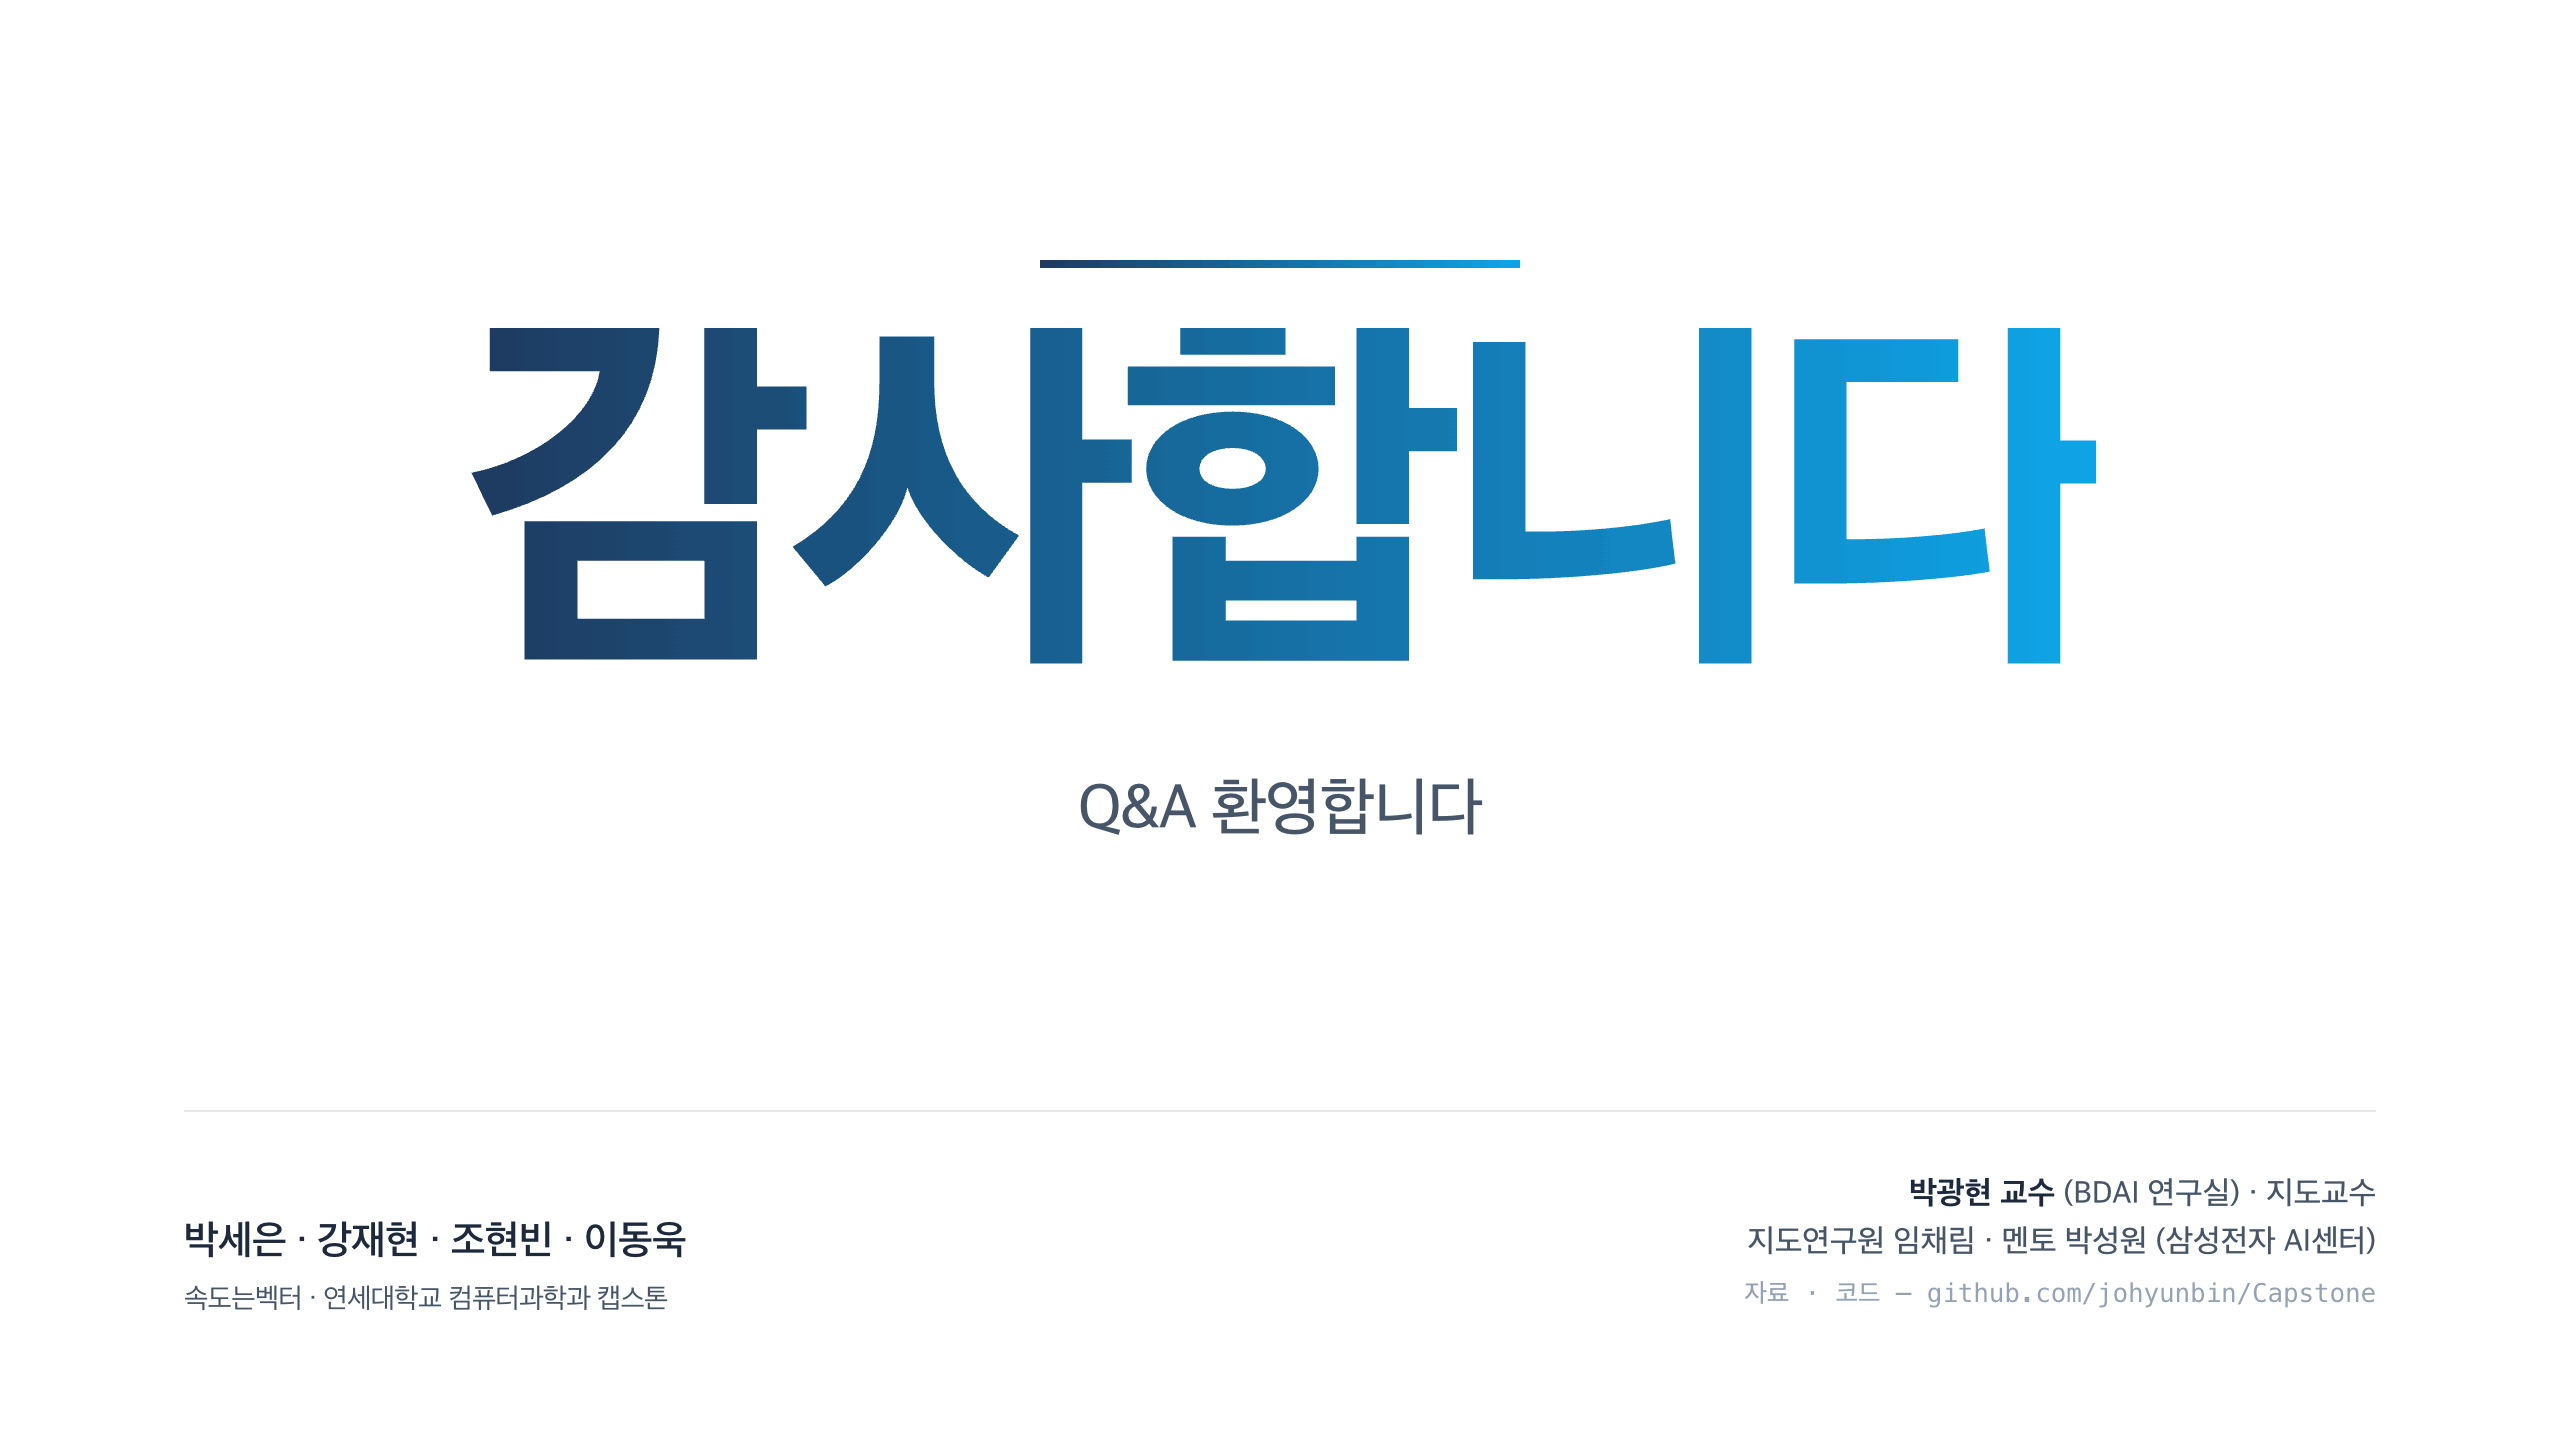 감사합니다
Q&A 환영합니다
박세은 · 강재현 · 조현빈 · 이동욱
속도는벡터 · 연세대학교 컴퓨터과학과 캡스톤
박광현 교수 (BDAI 연구실) · 지도교수
지도연구원 임채림 · 멘토 박성원 (삼성전자 AI센터)
자료 · 코드 — github.com/johyunbin/Capstone